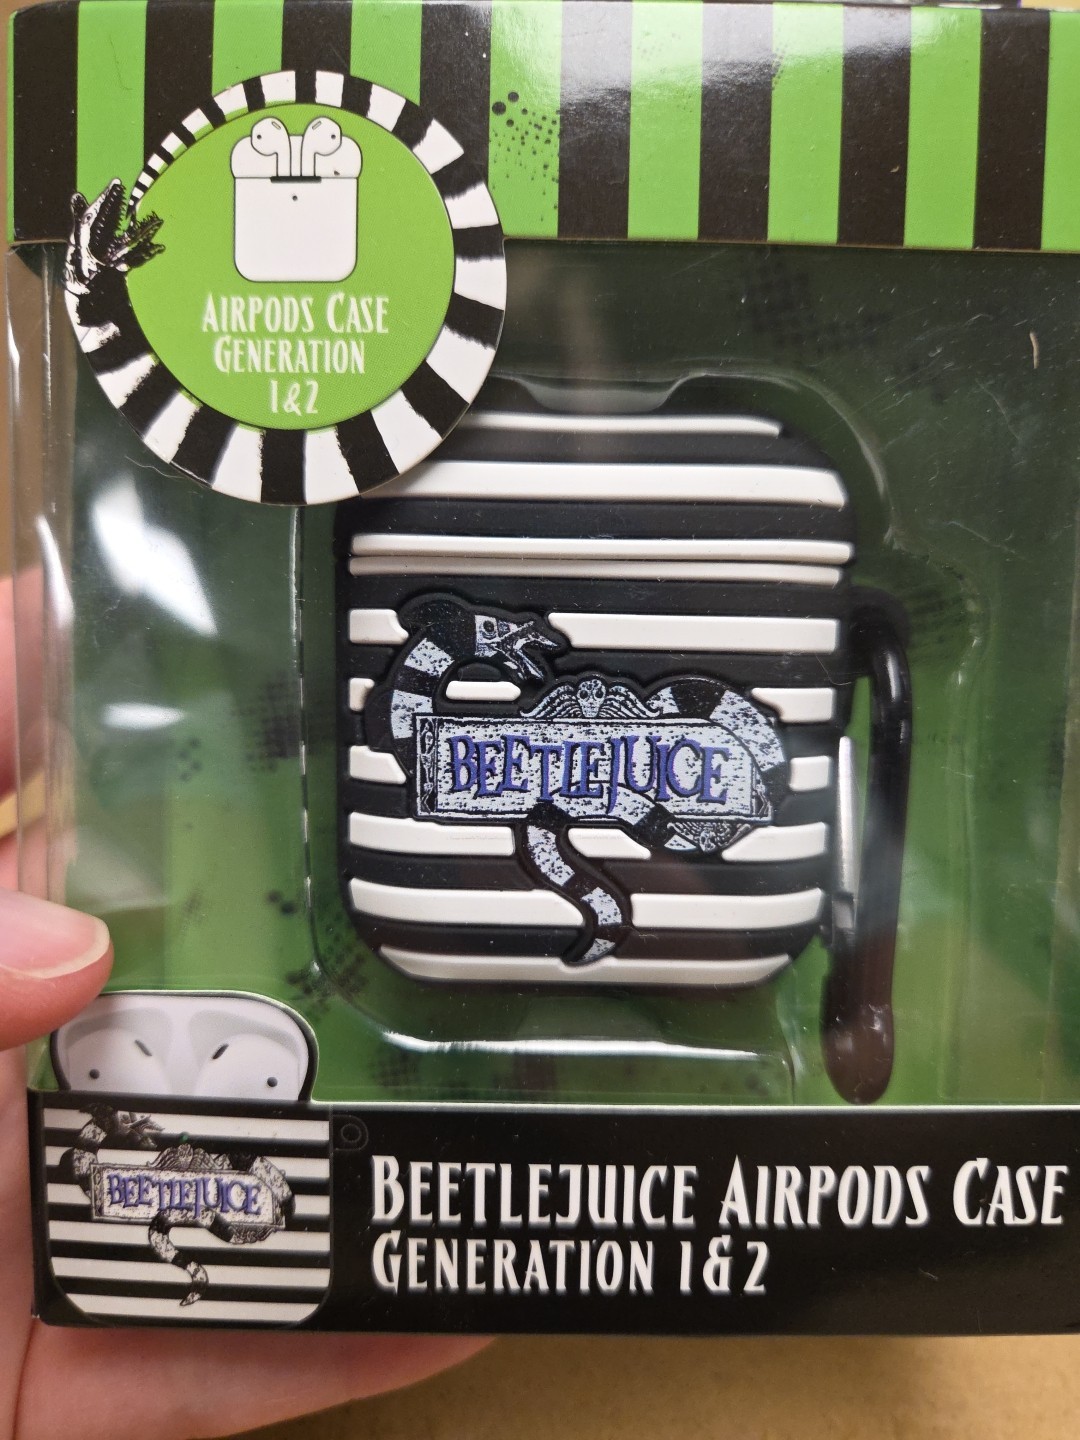 AIRPODS CASE
GENERATION
1&2
BEETLEJUICE
BEETLEJUICE
BEETLEJUICE AIRPODS CASE
GENERATION 1&2